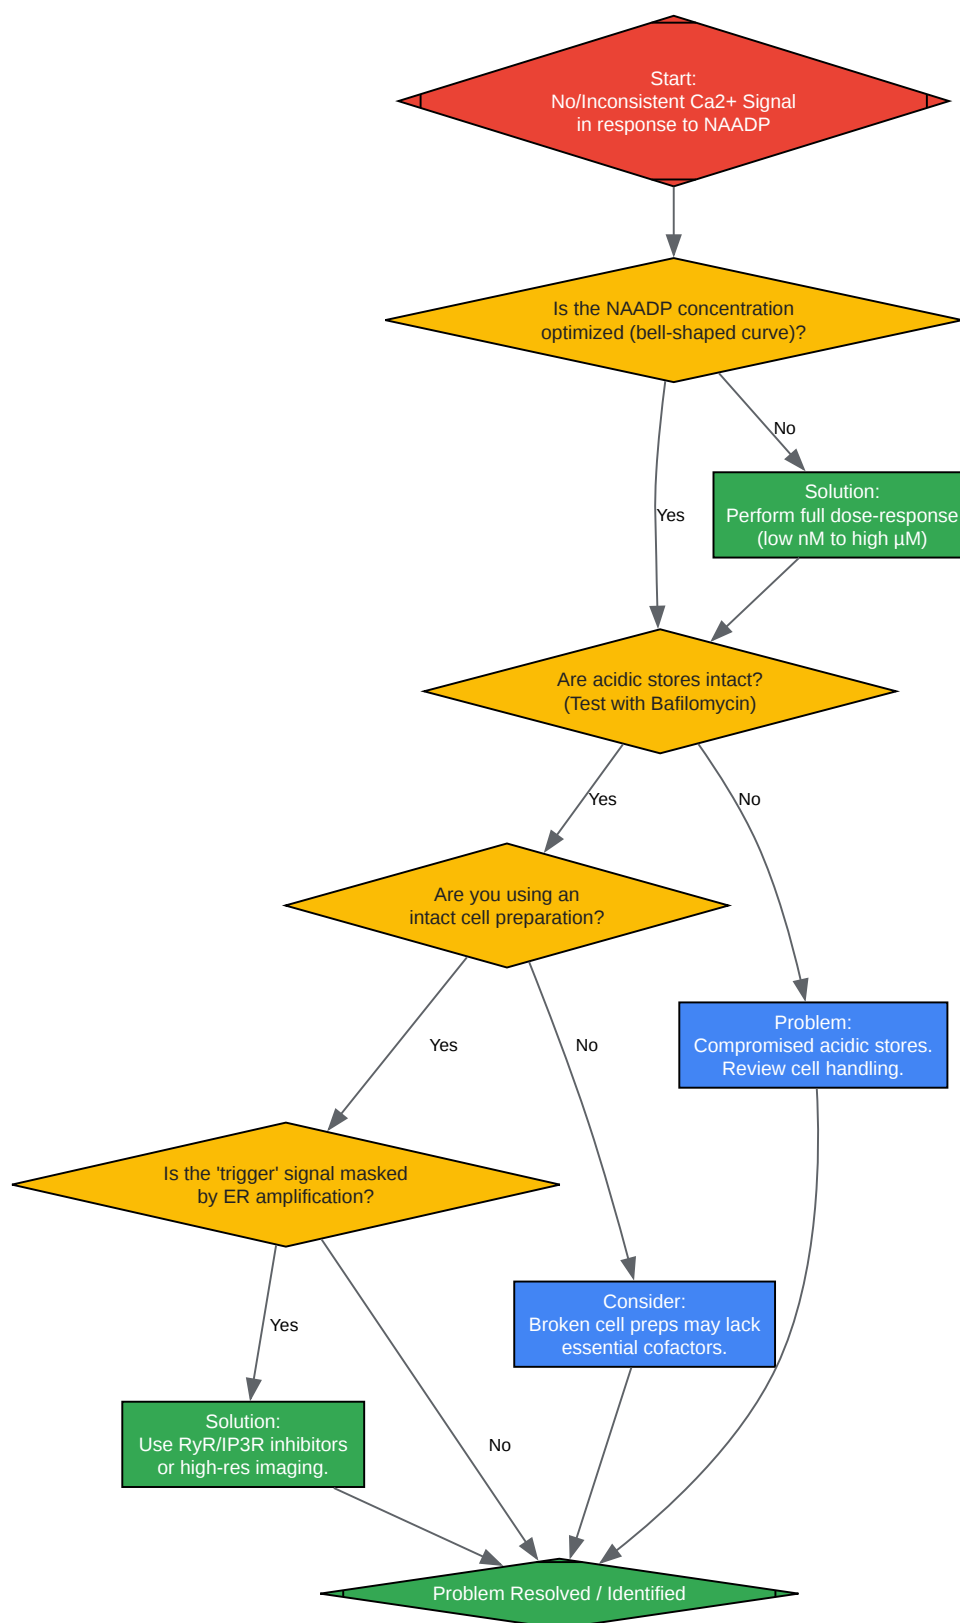 Start:
No/Inconsistent Ca2+ Signal
in response to NAADP
Is the NAADP concentration
optimized (bell-shaped curve)?
No
Solution:
Perform full dose-response
(low nM to high µM)
Yes
Are acidic stores intact?
(Test with Bafilomycin)
Yes
No
Are you using an
intact cell preparation?
Problem:
Compromised acidic stores.
Review cell handling.
Yes
No
Is the 'trigger' signal masked
by ER amplification?
Consider:
Broken cell preps may lack
essential cofactors.
Yes
Solution:
Use RyR/IP3R inhibitors
or high-res imaging.
No
Problem Resolved / Identified